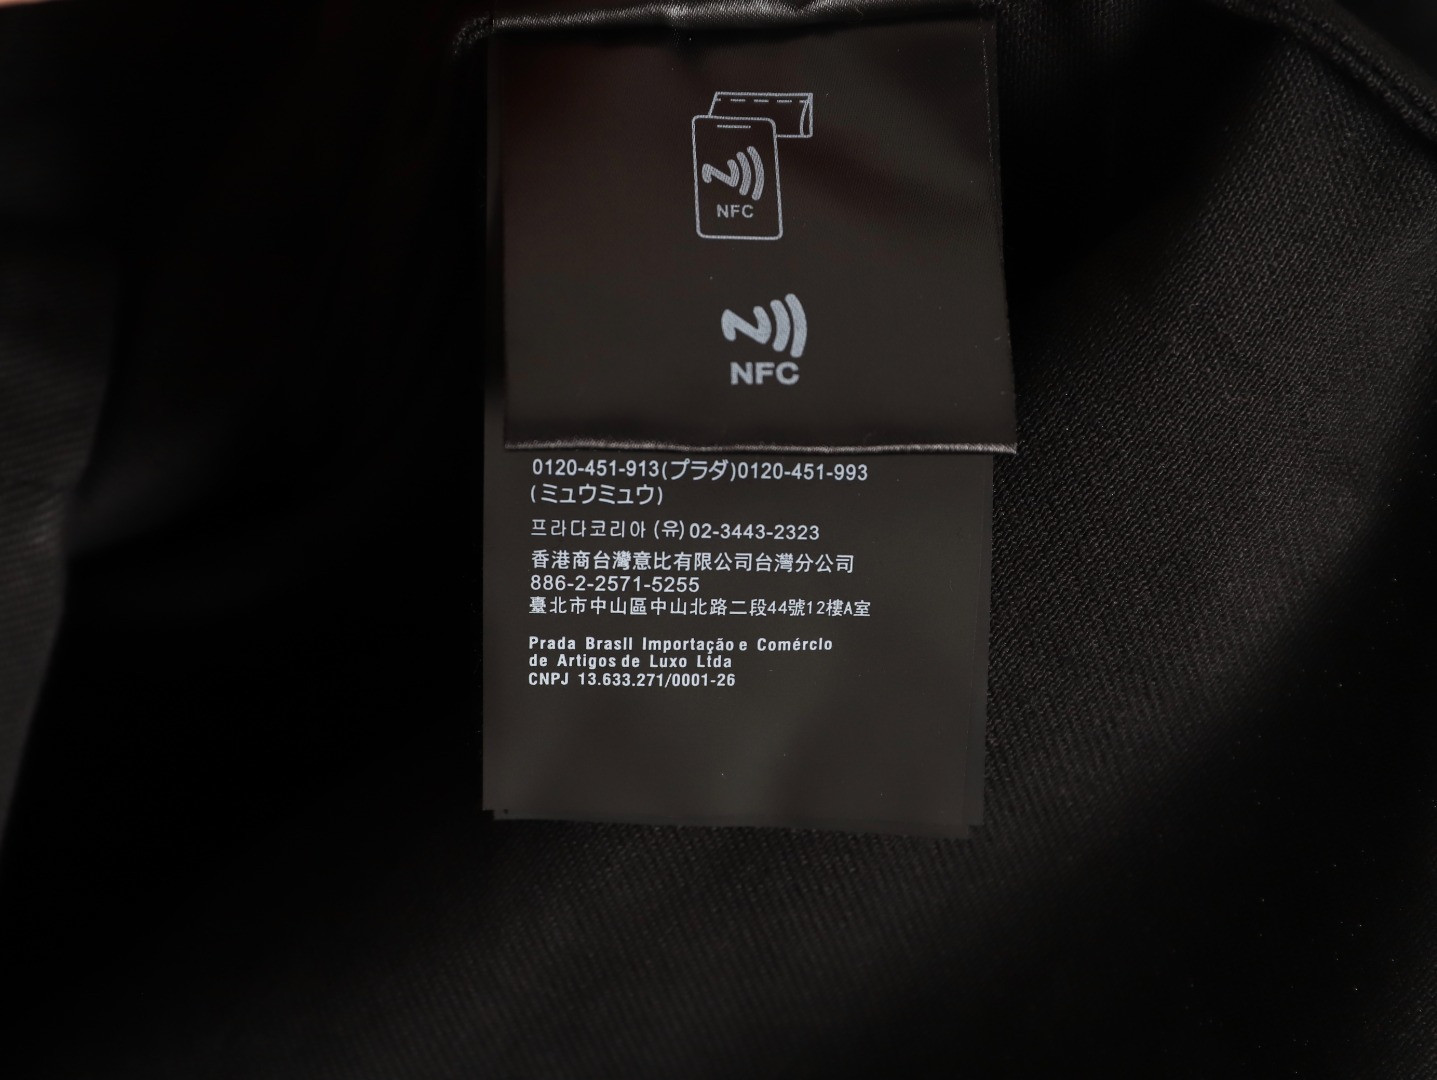 NFC
NFC
0120-451-913(プラダ)0120-451-993
(ミュウミュウ)
프라다코리아 (유) 02-3443-2323
香港商台灣意比有限公司台灣分公司
886-2-2571-5255
臺北市中山區中山北路二段44號12樓A室
Prada Brasil Importação e Comércio
de Artigos de Luxo Ltda
CNPJ 13.633.271/0001-26